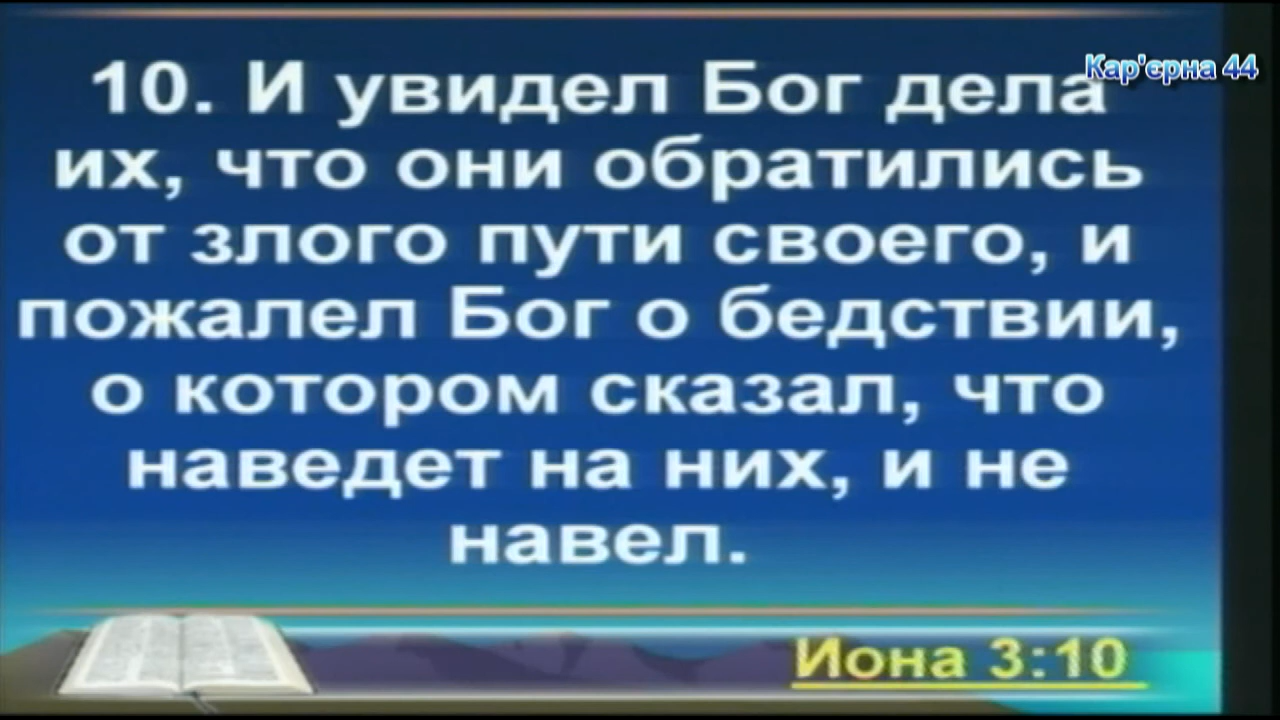 Кар'єрна 44
10. И увидел Бог дела
их, что они обратились
от злого пути своего, и
пожалел Бог о бедствии,
о котором сказал, что
наведет на них, и не
навел.
Иона 3:10